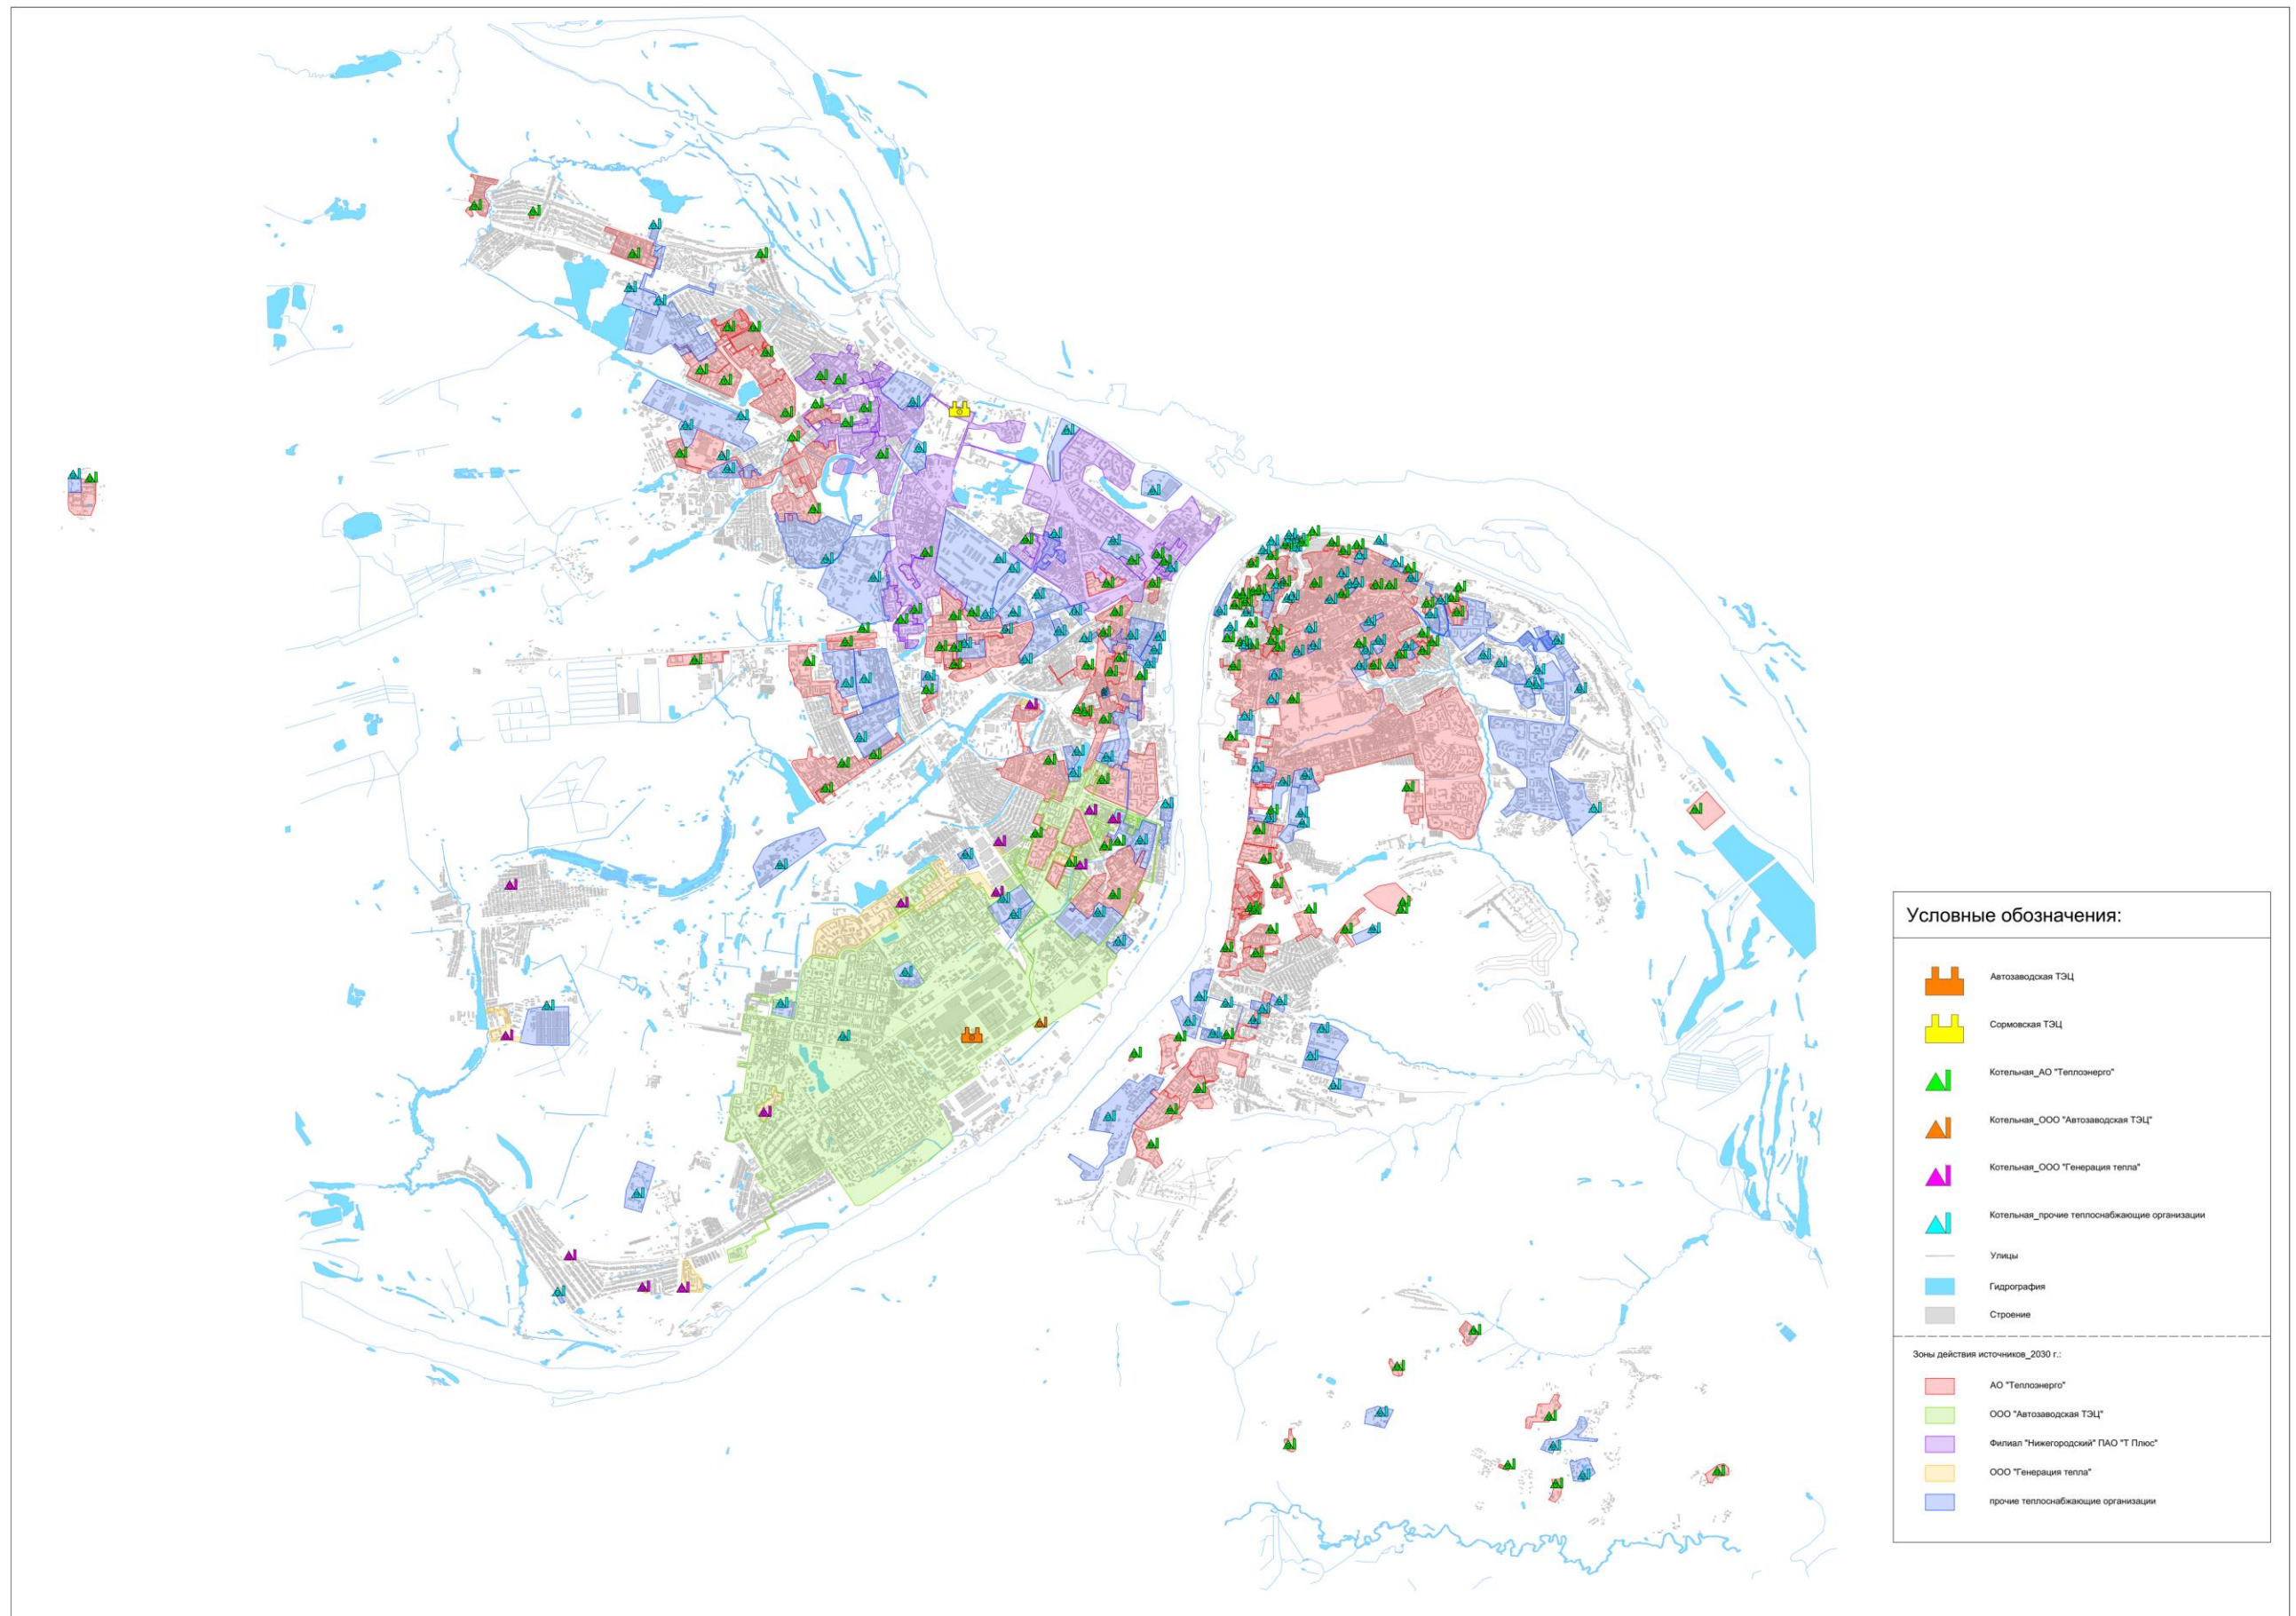 Условные обозначения:
Автозаводская ТЭЦ
Сормовская ТЭЦ
Котельная_АО "Теплоэнерго"
Котельная_ООО "Автозаводская ТЭЦ"
Котельная_ООО "Генерация тепла"
Котельная_прочие теплоснабжающие организации
Улицы
Гидрография
Строение
Зоны действия источников_2030 г.:
АО "Теплоэнерго"
ООО "Автозаводская ТЭЦ"
Филиал "Нижегородский" ПАО "Т Плюс"
ООО "Генерация тепла"
прочие теплоснабжающие организации